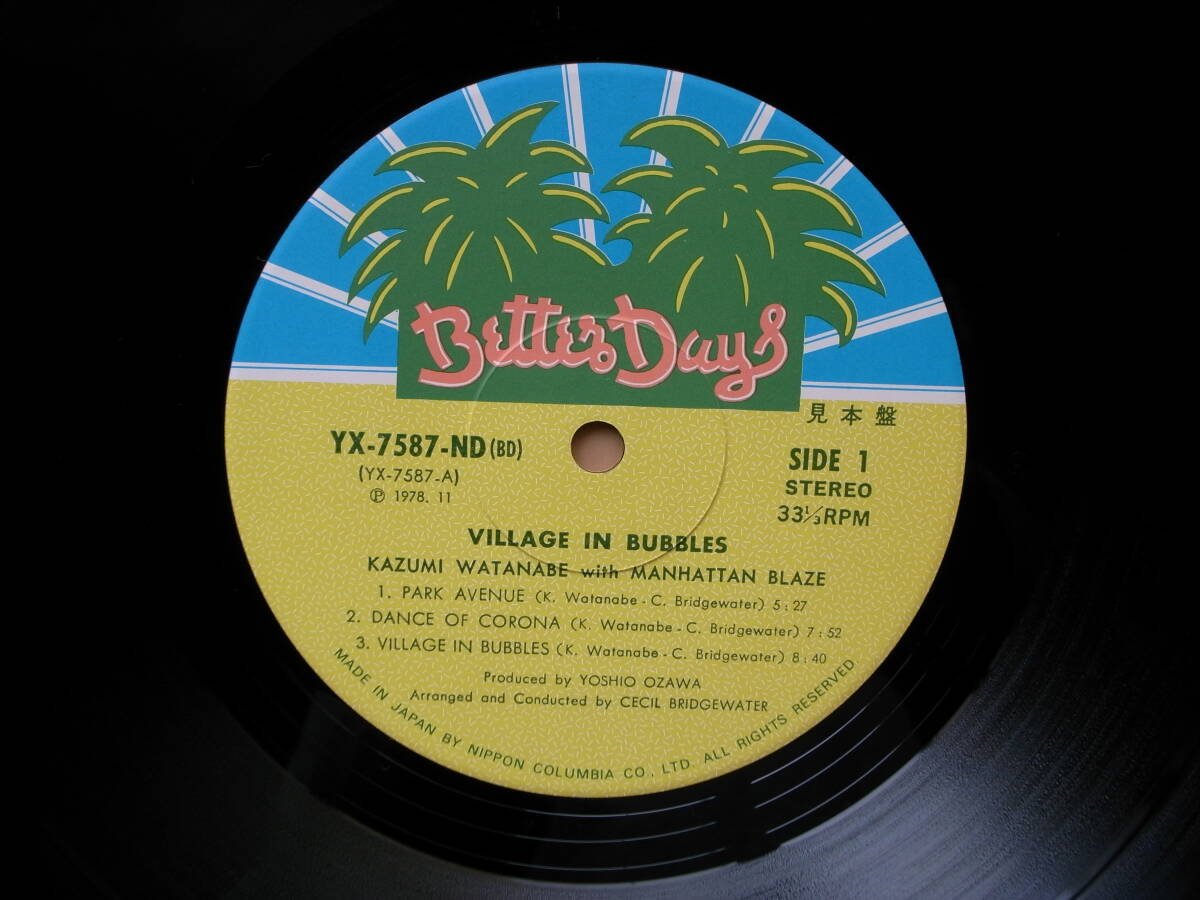 Better Days
見本盤
YX-7587-ND(BD)
(YX-7587-A)
Ⓟ 1978. 11
SIDE 1
STEREO
33⅓RPM
VILLAGE IN BUBBLES
KAZUMI WATANABE with MANHATTAN BLAZE
1. PARK AVENUE (K. Watanabe - C. Bridgewater) 5:27
2. DANCE OF CORONA (K. Watanabe - C. Bridgewater) 7:52
3. VILLAGE IN BUBBLES (K. Watanabe - C. Bridgewater) 8:40
Produced by YOSHIO OZAWA
Arranged and Conducted by CECIL BRIDGEWATER
MADE IN JAPAN BY NIPPON COLUMBIA CO., LTD. ALL RIGHTS RESERVED